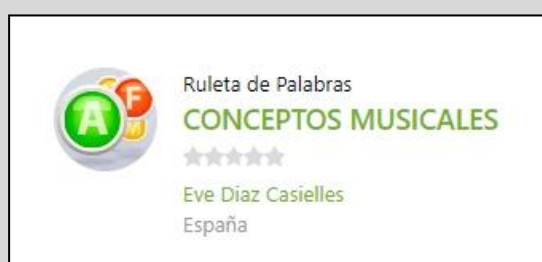 A F M
Ruleta de Palabras
CONCEPTOS MUSICALES
Eve Diaz Casielles
España